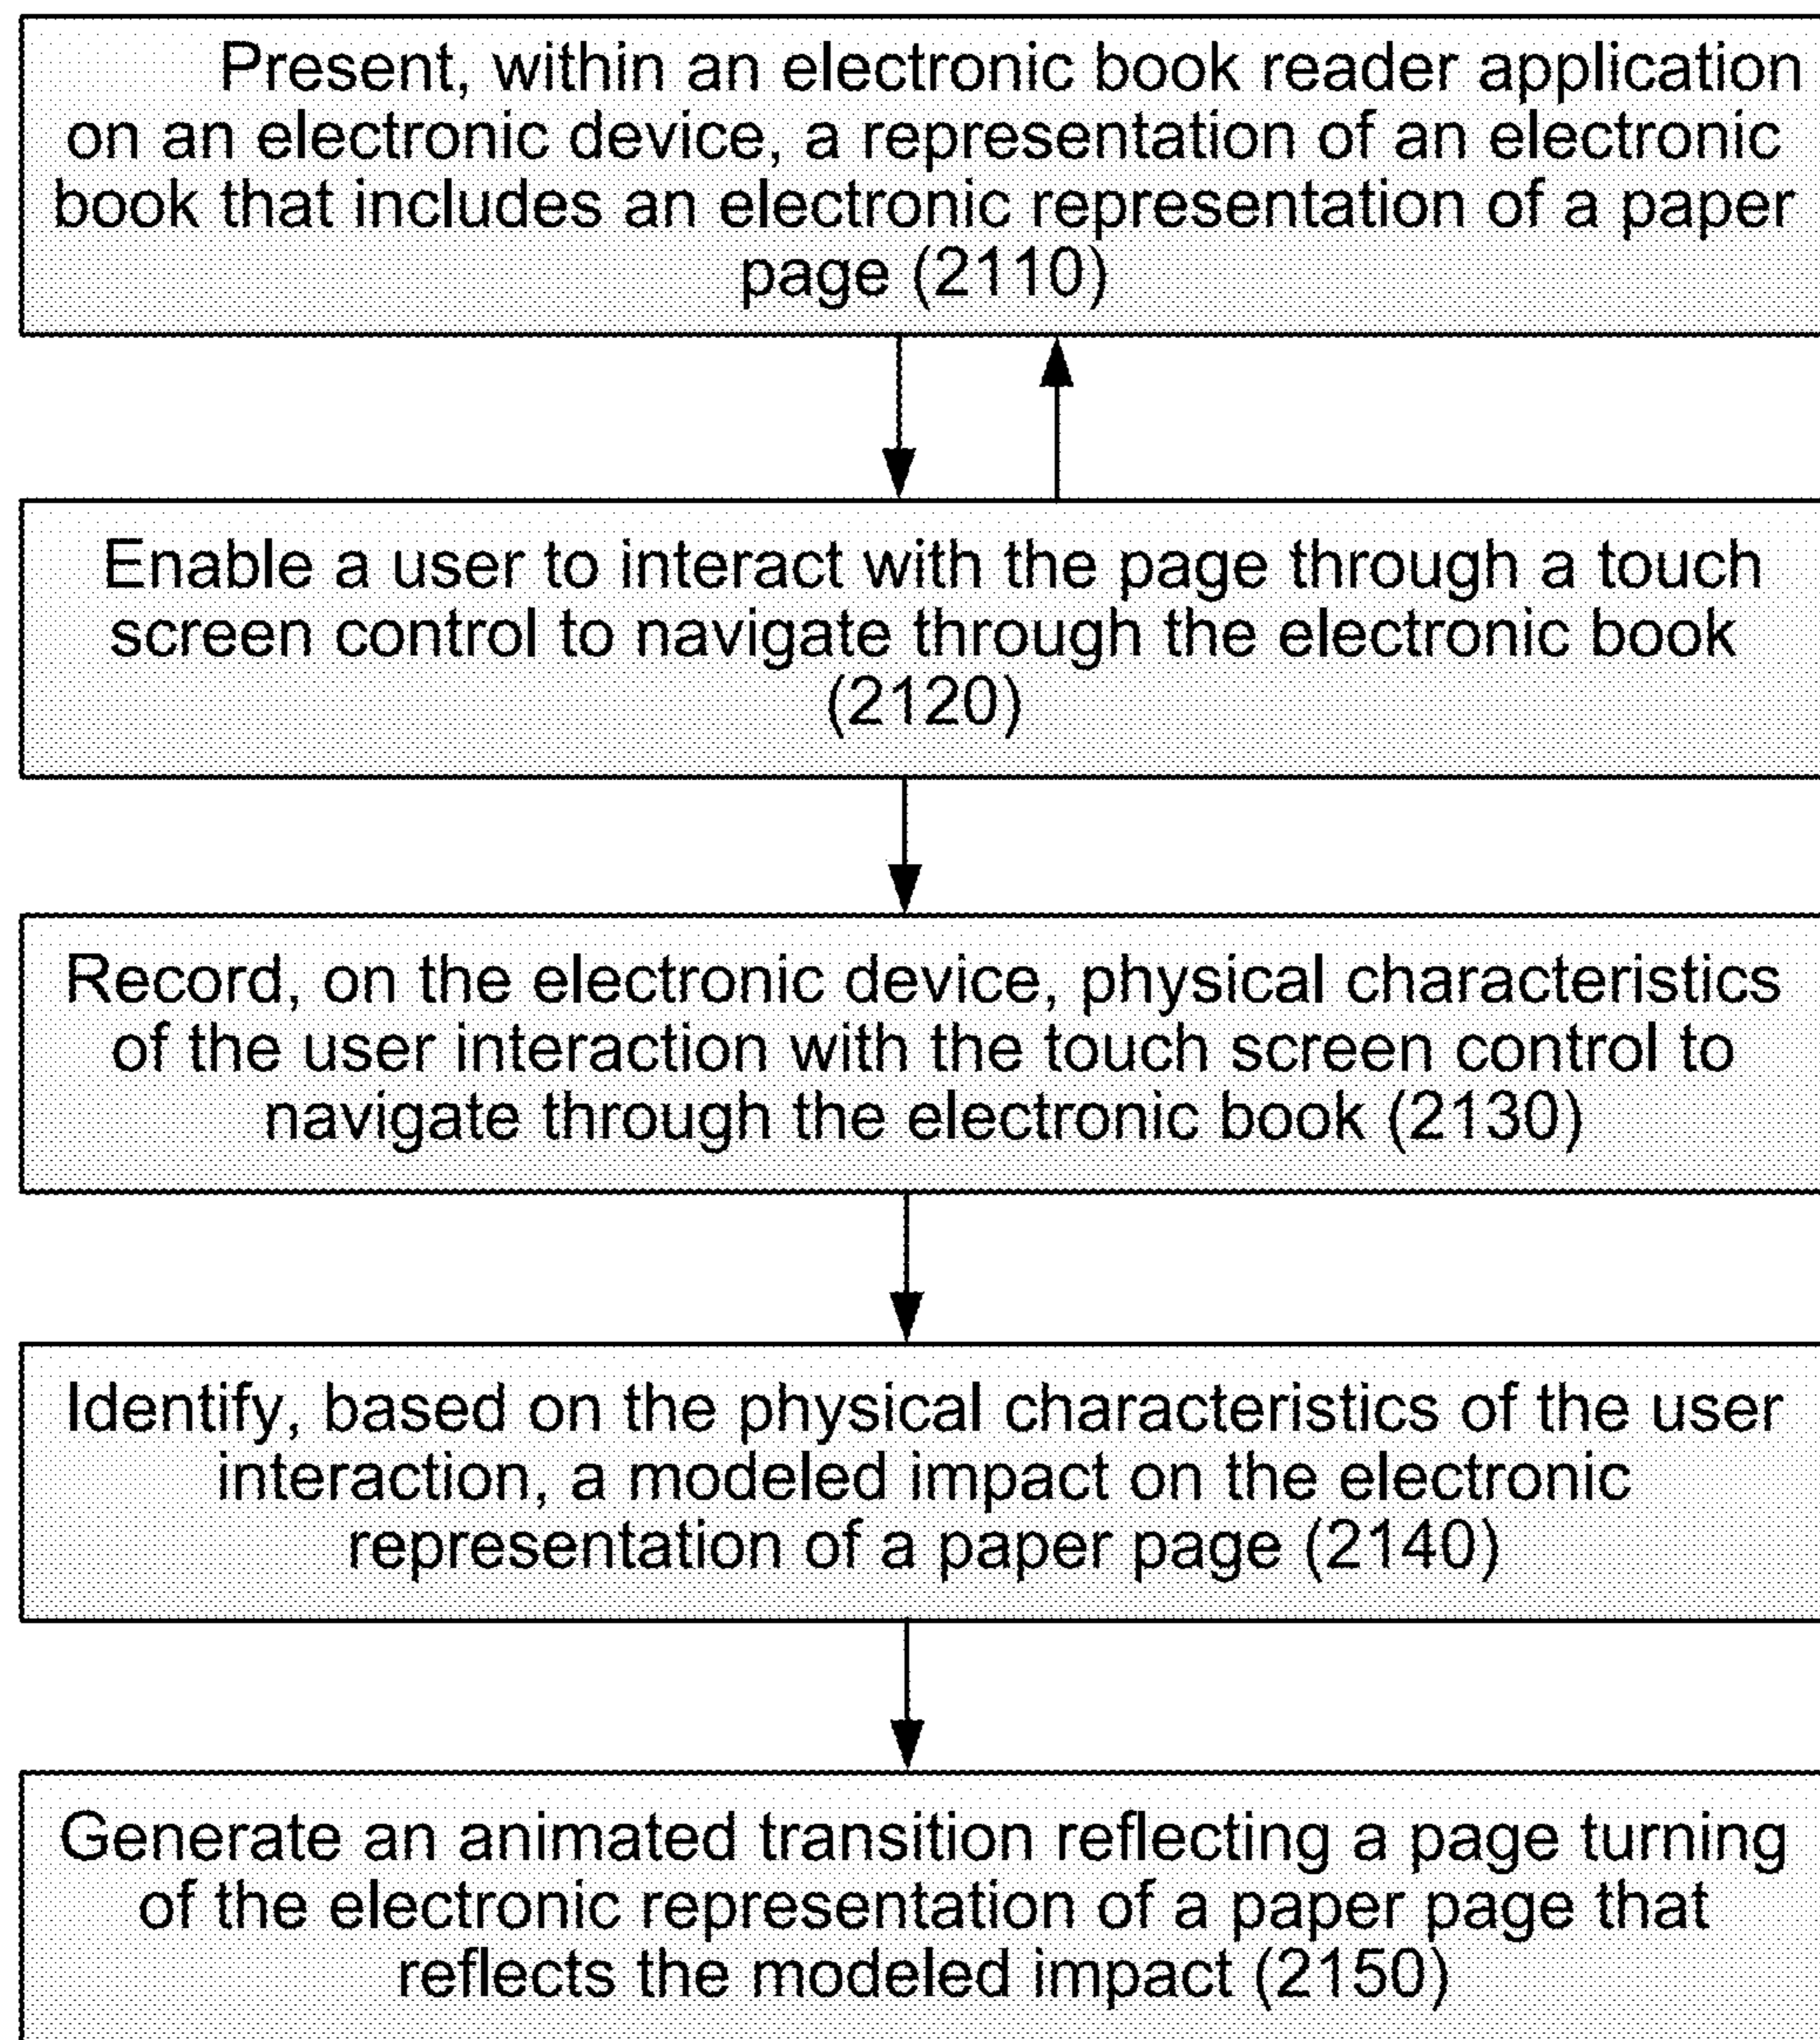 Present, within an electronic book reader application
on an electronic device, a representation of an electronic
book that includes an electronic representation of a paper
page (2110)
Enable a user to interact with the page through a touch
screen control to navigate through the electronic book
(2120)
Record, on the electronic device, physical characteristics
of the user interaction with the touch screen control to
navigate through the electronic book (2130)
Identify, based on the physical characteristics of the user
interaction, a modeled impact on the electronic
representation of a paper page (2140)
Generate an animated transition reflecting a page turning
of the electronic representation of a paper page that
reflects the modeled impact (2150)